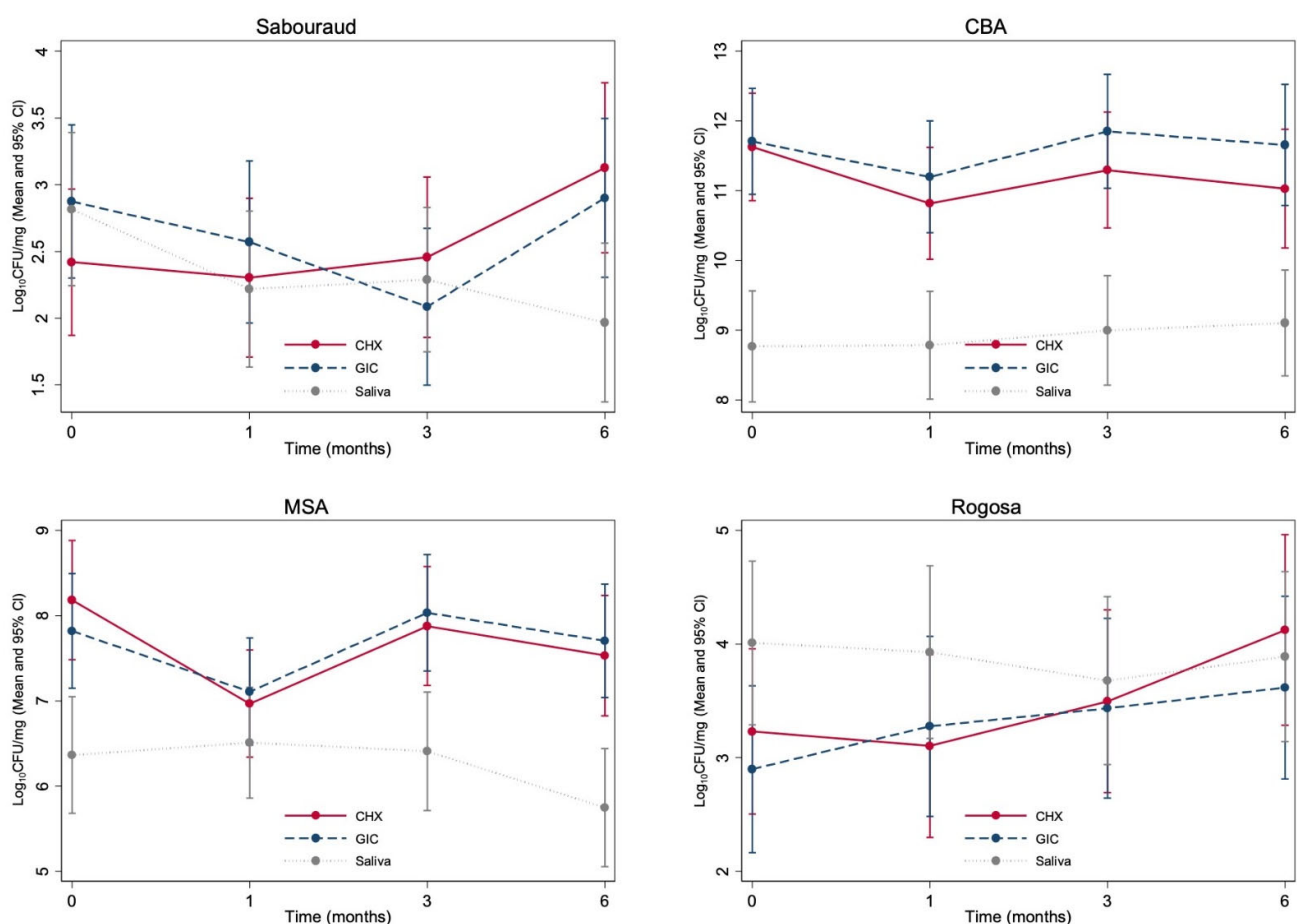 Sabouraud
Log₁₀CFU/mg (Mean and 95% CI)
4
3.5
3
2.5
2
1.5
CHX
GIC
Saliva
0 1 3 6
Time (months)
CBA
Log₁₀CFU/mg (Mean and 95% CI)
13
12
11
10
9
8
CHX
GIC
Saliva
0 1 3 6
Time (months)
MSA
Log₁₀CFU/mg (Mean and 95% CI)
9
8
7
6
5
CHX
GIC
Saliva
0 1 3 6
Time (months)
Rogosa
Log₁₀CFU/mg (Mean and 95% CI)
5
4
3
2
CHX
GIC
Saliva
0 1 3 6
Time (months)